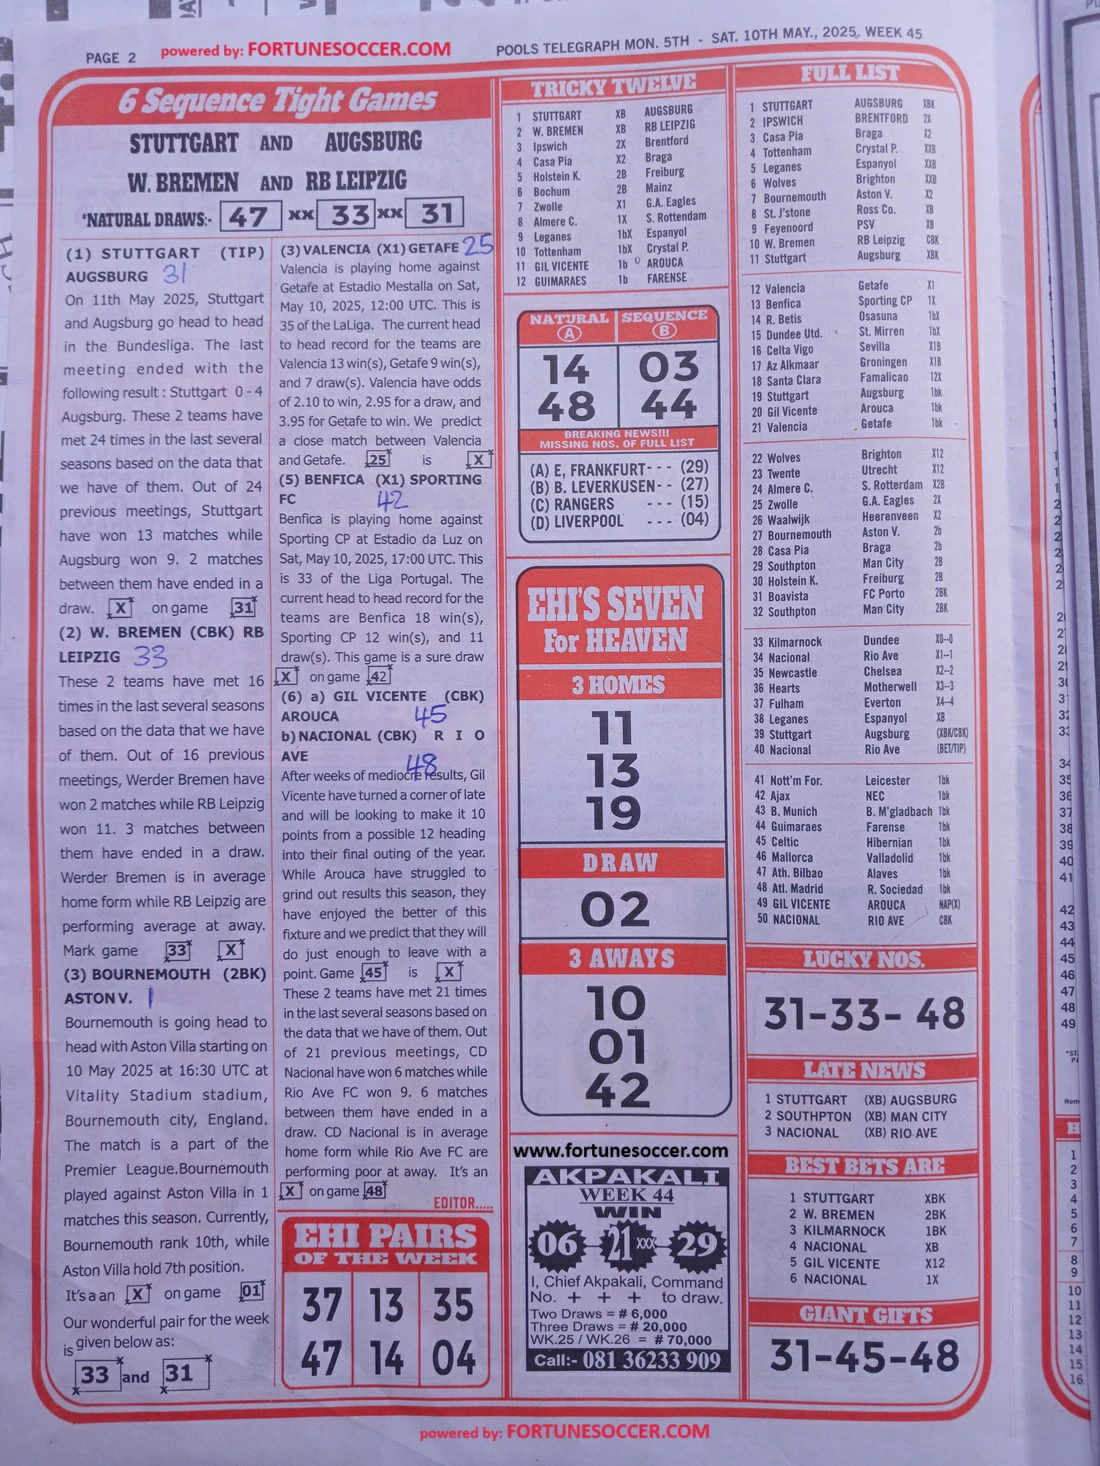 PAGE 2
powered by: FORTUNESOCCER.COM
POOLS TELEGRAPH MON. 5TH - SAT. 10TH MAY., 2025. WEEK 45
6 Sequence Tight Games
STUTTGART AND AUGSBURG
W. BREMEN AND RB LEIPZIG
'NATURAL DRAWS:- 47 xx 33 xx 31
(1) STUTTGART (TIP)
AUGSBURG 31
On 11th May 2025, Stuttgart
and Augsburg go head to head
in the Bundesliga. The last
meeting ended with the
following result : Stuttgart 0 - 4
Augsburg. These 2 teams have
met 24 times in the last several
seasons based on the data that
we have of them. Out of 24
previous meetings, Stuttgart
have won 13 matches while
Augsburg won 9. 2 matches
between them have ended in a
draw. X on game 31
(2) W. BREMEN (CBK) RB
LEIPZIG 33
These 2 teams have met 16
times in the last several seasons
based on the data that we have
of them. Out of 16 previous
meetings, Werder Bremen have
won 2 matches while RB Leipzig
won 11. 3 matches between
them have ended in a draw.
Werder Bremen is in average
home form while RB Leipzig are
performing average at away.
Mark game 33 X
(3) BOURNEMOUTH (2BK)
ASTON V. 1
Bournemouth is going head to
head with Aston Villa starting on
10 May 2025 at 16:30 UTC at
Vitality Stadium stadium,
Bournemouth city, England.
The match is a part of the
Premier League.Bournemouth
played against Aston Villa in 1
matches this season. Currently,
Bournemouth rank 10th, while
Aston Villa hold 7th position.
It's a an X on game 01
Our wonderful pair for the week
is given below as:
33 and 31
(3) VALENCIA (X1) GETAFE 25
Valencia is playing home against
Getafe at Estadio Mestalla on Sat,
May 10, 2025, 12:00 UTC. This is
35 of the LaLiga. The current head
to head record for the teams are
Valencia 13 win(s), Getafe 9 win(s),
and 7 draw(s). Valencia have odds
of 2.10 to win, 2.95 for a draw, and
3.95 for Getafe to win. We predict
a close match between Valencia
and Getafe. 25 is X
(5) BENFICA (X1) SPORTING
FC 42
Benfica is playing home against
Sporting CP at Estadio da Luz on
Sat, May 10, 2025, 17:00 UTC. This
is 33 of the Liga Portugal. The
current head to head record for the
teams are Benfica 18 win(s),
Sporting CP 12 win(s), and 11
draw(s). This game is a sure draw
X on game 42
(6) a) GIL VICENTE (CBK)
AROUCA 45
b) NACIONAL (CBK) R I O
AVE 48
After weeks of mediocre results, Gil
Vicente have turned a corner of late
and will be looking to make it 10
points from a possible 12 heading
into their final outing of the year.
While Arouca have struggled to
grind out results this season, they
have enjoyed the better of this
fixture and we predict that they will
do just enough to leave with a
point. Game 45 is X
These 2 teams have met 21 times
in the last several seasons based on
the data that we have of them. Out
of 21 previous meetings, CD
Nacional have won 6 matches while
Rio Ave FC have won 9. 6 matches
between them have ended in a
draw. CD Nacional is in average
home form while Rio Ave FC are
performing poor at away. It's an
X on game 48
EDITOR.....
EHI PAIRS
OF THE WEEK
37 13 35
47 14 04
TRICKY TWELVE
1 STUTTGART XB AUGSBURG
2 W. BREMEN XB RB LEIPZIG
3 Ipswich 2X Brentford
4 Casa Pia X2 Braga
5 Holstein K. 2B Freiburg
6 Bochum 2B Mainz
7 Zwolle X1 G.A. Eagles
8 Almere C. 1X S. Rottendam
9 Leganes 1bX Espanyol
10 Tottenham 1bX Crystal P.
11 GIL VICENTE 1b AROUCA
12 GUIMARAES 1b FARENSE
NATURAL SEQUENCE
A B
14 03
48 44
BREAKING NEWS!!!
MISSING NOS. OF FULL LIST
(A) E, FRANKFURT- - - (29)
(B) B. LEVERKUSEN- - (27)
(C) RANGERS - - - (15)
(D) LIVERPOOL - - - (04)
EHI'S SEVEN
For HEAVEN
3 HOMES
11
13
19
DRAW
02
3 AWAYS
10
01
42
www.fortunesoccer.com
AKPAKALI
WEEK 44
WIN
06 21 xxx 29
I, Chief Akpakali, Command
No. + + + to draw.
Two Draws = # 6,000
Three Draws = # 20,000
WK.25 / WK.26 = # 70,000
Call:- 081 36233 909
FULL LIST
1 STUTTGART AUGSBURG XBK
2 IPSWICH BRENTFORD 2X
3 Casa Pia Braga X2
4 Tottenham Crystal P. XXB
5 Leganes Espanyol XXB
6 Wolves Brighton XXB
7 Bournemouth Aston V. X2
8 St. J'stone Ross Co. XB
9 Feyenoord PSV XB
10 W. Bremen RB Leipzig CBK
11 Stuttgart Augsburg XBK
12 Valencia Getafe X1
13 Benfica Sporting CP 1X
14 R. Betis Osasuna 1bX
15 Dundee Utd. St. Mirren 1bX
16 Celta Vigo Sevilla X1B
17 Az Alkmaar Groningen X1B
18 Santa Clara Famalicao 12X
19 Stuttgart Augsburg 1bk
20 Gil Vicente Arouca 1bk
21 Valencia Getafe 1bk
22 Wolves Brighton X12
23 Twente Utrecht X12
24 Almere C. S. Rotterdam X2B
25 Zwolle G.A. Eagles 2X
26 Waalwijk Heerenveen X2
27 Bournemouth Aston V. 2b
28 Casa Pia Braga 2b
29 Southpton Man City 2B
30 Holstein K. Freiburg 2B
31 Boavista FC Porto 2BK
32 Southpton Man City 2BK
33 Kilmarnock Dundee X0--0
34 Nacional Rio Ave X1--1
35 Newcastle Chelsea X2--2
36 Hearts Motherwell X3--3
37 Fulham Everton X4--4
38 Leganes Espanyol XB
39 Stuttgart Augsburg (XBK/CBK)
40 Nacional Rio Ave (BET/TIP)
41 Nott'm For. Leicester 1bk
42 Ajax NEC 1bk
43 B. Munich B. M'gladbach 1bk
44 Guimaraes Farense 1bk
45 Celtic Hibernian 1bk
46 Mallorca Valladolid 1bk
47 Ath. Bilbao Alaves 1bk
48 Atl. Madrid R. Sociedad 1bk
49 GIL VICENTE AROUCA NAP(X)
50 NACIONAL RIO AVE CBK
LUCKY NOS.
31-33- 48
LATE NEWS
1 STUTTGART (XB) AUGSBURG
2 SOUTHPTON (XB) MAN CITY
3 NACIONAL (XB) RIO AVE
BEST BETS ARE
1 STUTTGART XBK
2 W. BREMEN 2BK
3 KILMARNOCK 1BK
4 NACIONAL XB
5 GIL VICENTE X12
6 NACIONAL 1X
GIANT GIFTS
31-45-48
powered by: FORTUNESOCCER.COM